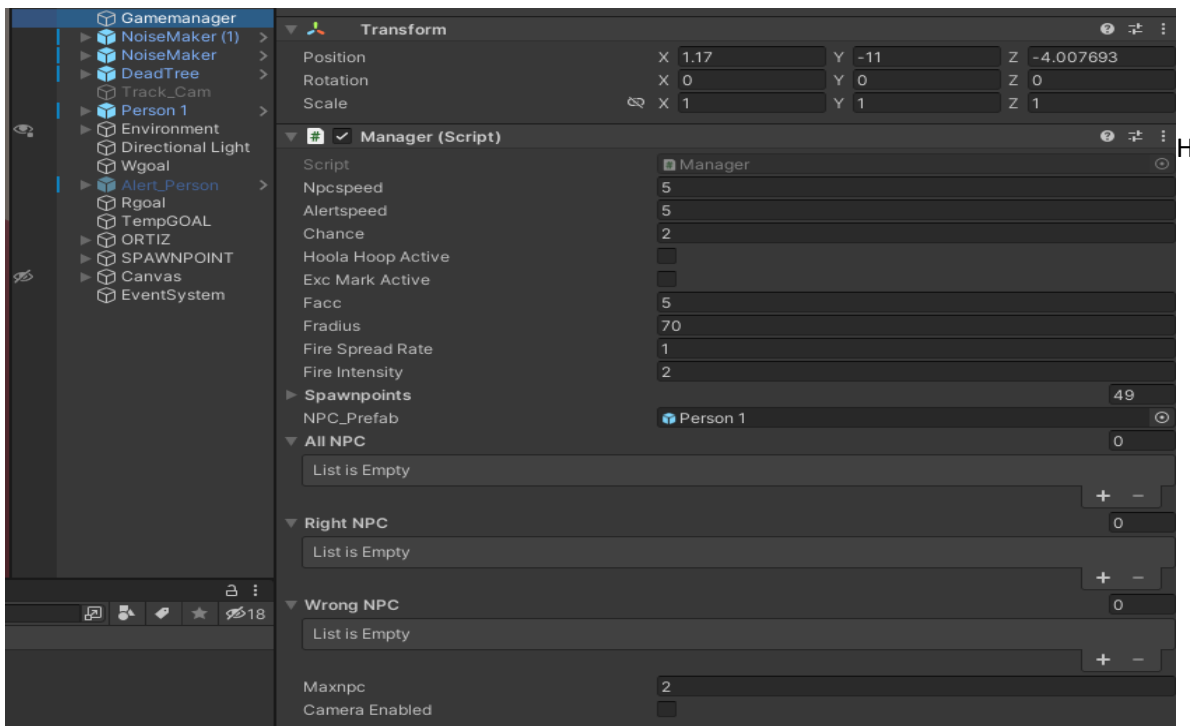 Gamemanager
NoiseMaker (1)
NoiseMaker
DeadTree
Track_Cam
Person 1
Environment
Directional Light
Wgoal
Alert_Person
Rgoal
TempGOAL
ORTIZ
SPAWNPOINT
Canvas
EventSystem
18
Transform
Position X 1.17 Y -11 Z -4.007693
Rotation X 0 Y 0 Z 0
Scale X 1 Y 1 Z 1
# Manager (Script)
Script Manager
Npcspeed 5
Alertspeed 5
Chance 2
Hoola Hoop Active
Exc Mark Active
Facc 5
Fradius 70
Fire Spread Rate 1
Fire Intensity 2
Spawnpoints 49
NPC_Prefab Person 1
All NPC 0
List is Empty
+ −
Right NPC 0
List is Empty
+ −
Wrong NPC 0
List is Empty
+ −
Maxnpc 2
Camera Enabled
H